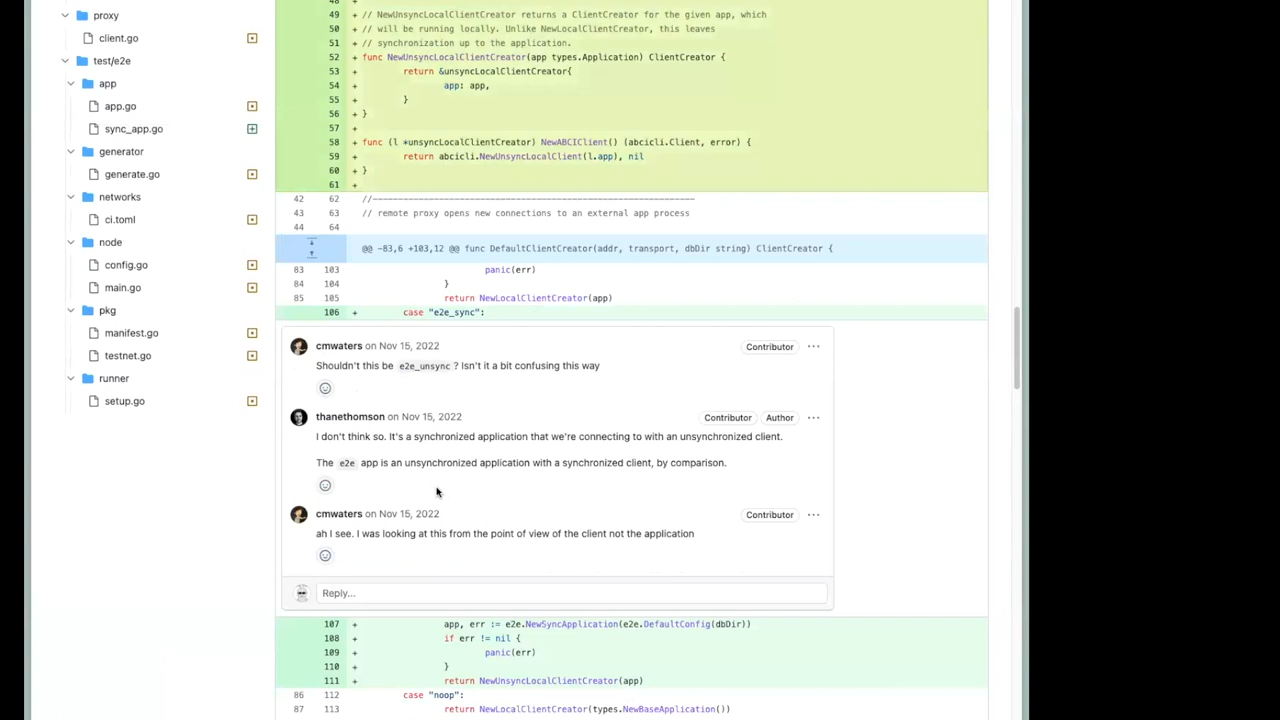 proxy
client.go
test/e2e
app
app.go
sync_app.go
generator
generate.go
networks
ci.toml
node
config.go
main.go
pkg
manifest.go
testnet.go
runner
setup.go
48
49 + // NewUnsyncLocalClientCreator returns a ClientCreator for the given app, which
50 + // will be running locally. Unlike NewLocalClientCreator, this leaves
51 + // synchronization up to the application.
52 + func NewUnsyncLocalClientCreator(app types.Application) ClientCreator {
53 + return &unsyncLocalClientCreator{
54 + app: app,
55 + }
56 + }
57 +
58 + func (l *unsyncLocalClientCreator) NewABCIClient() (abcicli.Client, error) {
59 + return abcicli.NewUnsyncLocalClient(l.app), nil
60 + }
61 +
42 62 //---------------------------------------------------------------
43 63 // remote proxy opens new connections to an external app process
44 64
@@ -83,6 +103,12 @@ func DefaultClientCreator(addr, transport, dbDir string) ClientCreator {
83 103 panic(err)
84 104 }
85 105 return NewLocalClientCreator(app)
106 + case "e2e_sync":
cmwaters on Nov 15, 2022 Contributor ...
Shouldn't this be e2e_unsync ? Isn't it a bit confusing this way
thanethomson on Nov 15, 2022 Contributor Author ...
I don't think so. It's a synchronized application that we're connecting to with an unsynchronized client.
The e2e app is an unsynchronized application with a synchronized client, by comparison.
cmwaters on Nov 15, 2022 Contributor ...
ah I see. I was looking at this from the point of view of the client not the application
Reply...
107 + app, err := e2e.NewSyncApplication(e2e.DefaultConfig(dbDir))
108 + if err != nil {
109 + panic(err)
110 + }
111 + return NewUnsyncLocalClientCreator(app)
86 112 case "noop":
87 113 return NewLocalClientCreator(types.NewBaseApplication())